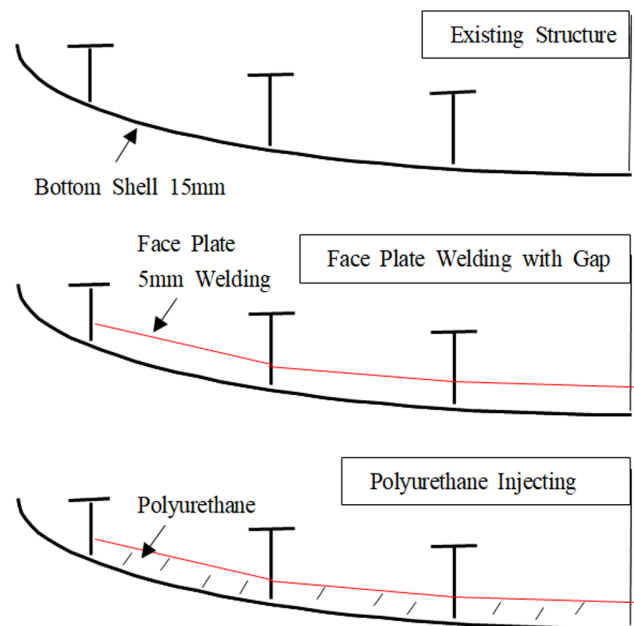 Existing Structure
Bottom Shell 15mm
Face Plate
5mm Welding
Face Plate Welding with Gap
Polyurethane Injecting
Polyurethane